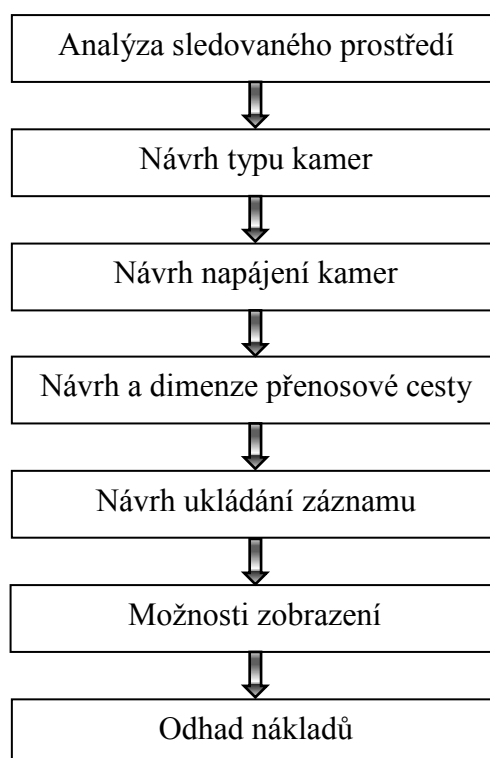 Analýza sledovaného prostředí
Návrh typu kamer
Návrh napájení kamer
Návrh a dimenze přenosové cesty
Návrh ukládání záznamu
Možnosti zobrazení
Odhad nákladů